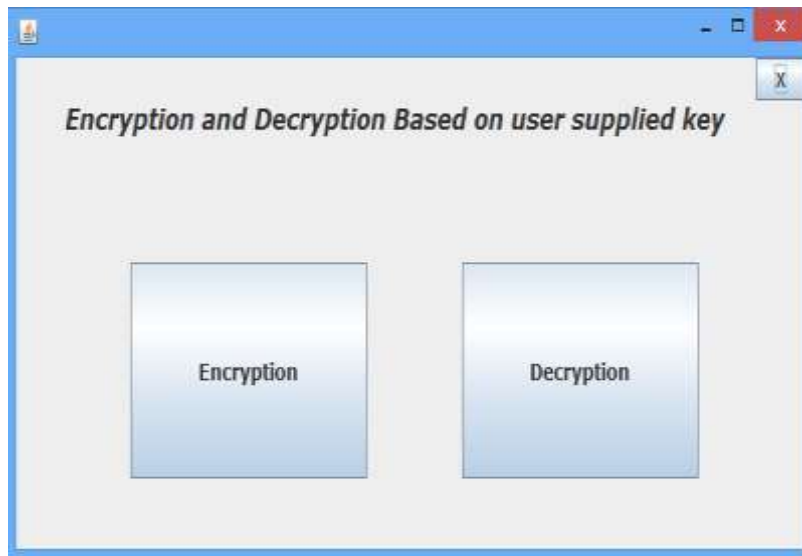 x
X
Encryption and Decryption Based on user supplied key
Encryption
Decryption